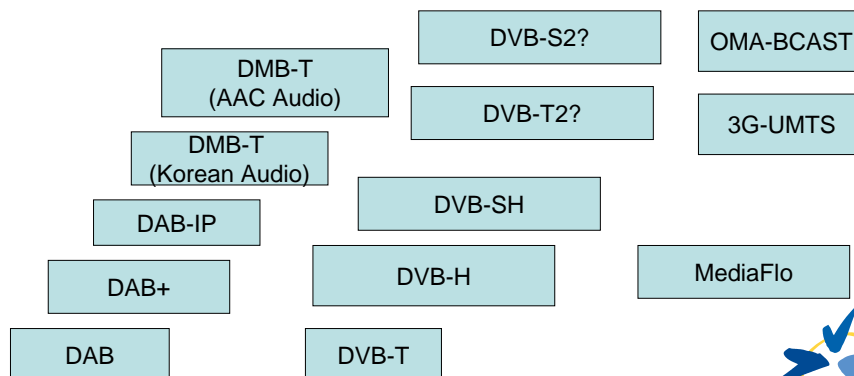 DVB-S2?
OMA-BCAST
DMB-T
(AAC Audio)
DVB-T2?
3G-UMTS
DMB-T
(Korean Audio)
DVB-SH
DAB-IP
DVB-H
MediaFlo
DAB+
DAB
DVB-T